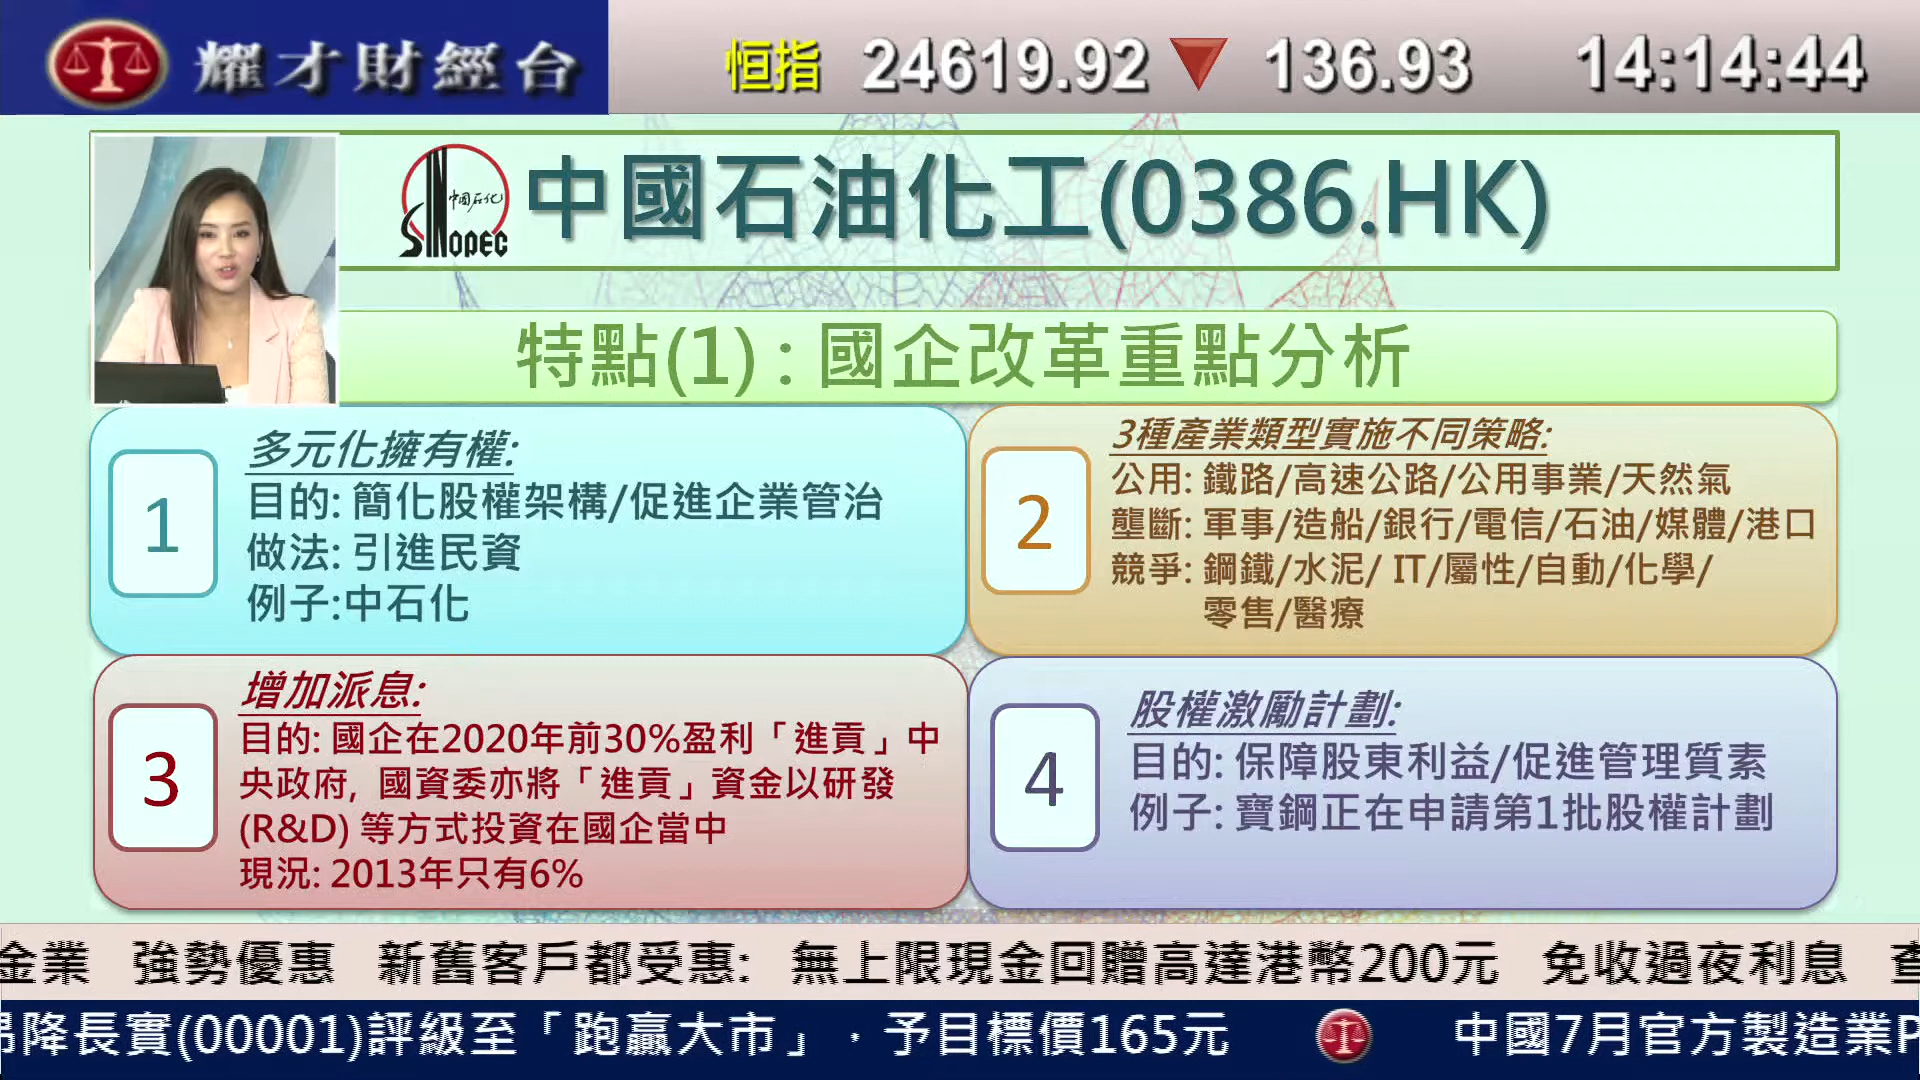 耀才財經台
恒指 24619.92 ▼ 136.93 14:14:44
中國石化
SINOPEC
中國石油化工(0386.HK)
特點(1) : 國企改革重點分析
1
多元化擁有權:
目的: 簡化股權架構/促進企業管治
做法: 引進民資
例子:中石化
2
3種產業類型實施不同策略:
公用: 鐵路/高速公路/公用事業/天然氣
壟斷: 軍事/造船/銀行/電信/石油/媒體/港口
競爭: 鋼鐵/水泥/ IT/屬性/自動/化學/
零售/醫療
3
增加派息:
目的: 國企在2020年前30%盈利「進貢」中
央政府, 國資委亦將「進貢」資金以研發
(R&D) 等方式投資在國企當中
現況: 2013年只有6%
4
股權激勵計劃:
目的: 保障股東利益/促進管理質素
例子: 寶鋼正在申請第1批股權計劃
金業 強勢優惠 新舊客戶都受惠: 無上限現金回贈高達港幣200元 免收過夜利息
降長實(00001)評級至「跑贏大市」﹐予目標價165元 中國7月官方製造業P